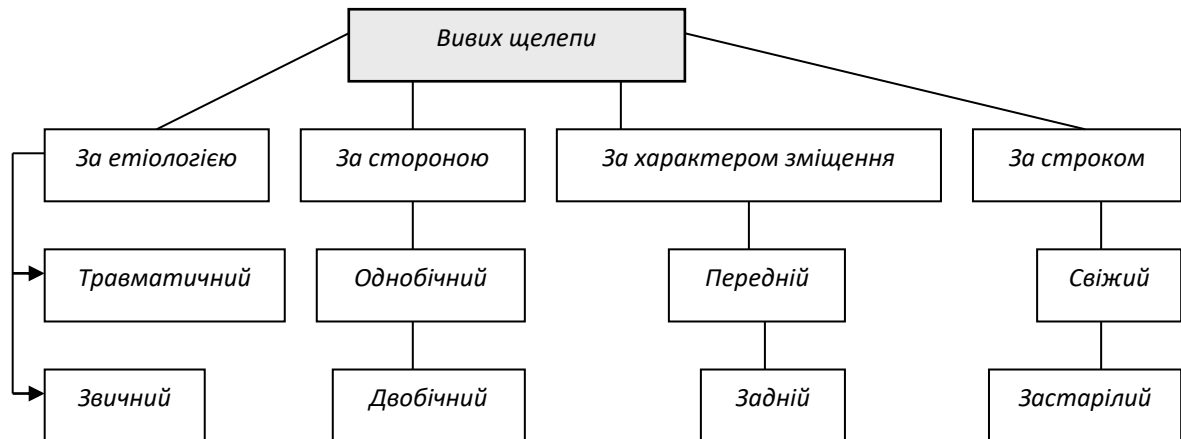 Вивих щелепи
За етіологією
За стороною
За характером зміщення
За строком
Травматичний
Однобічний
Передній
Свіжий
Звичний
Двобічний
Задній
Застарілий